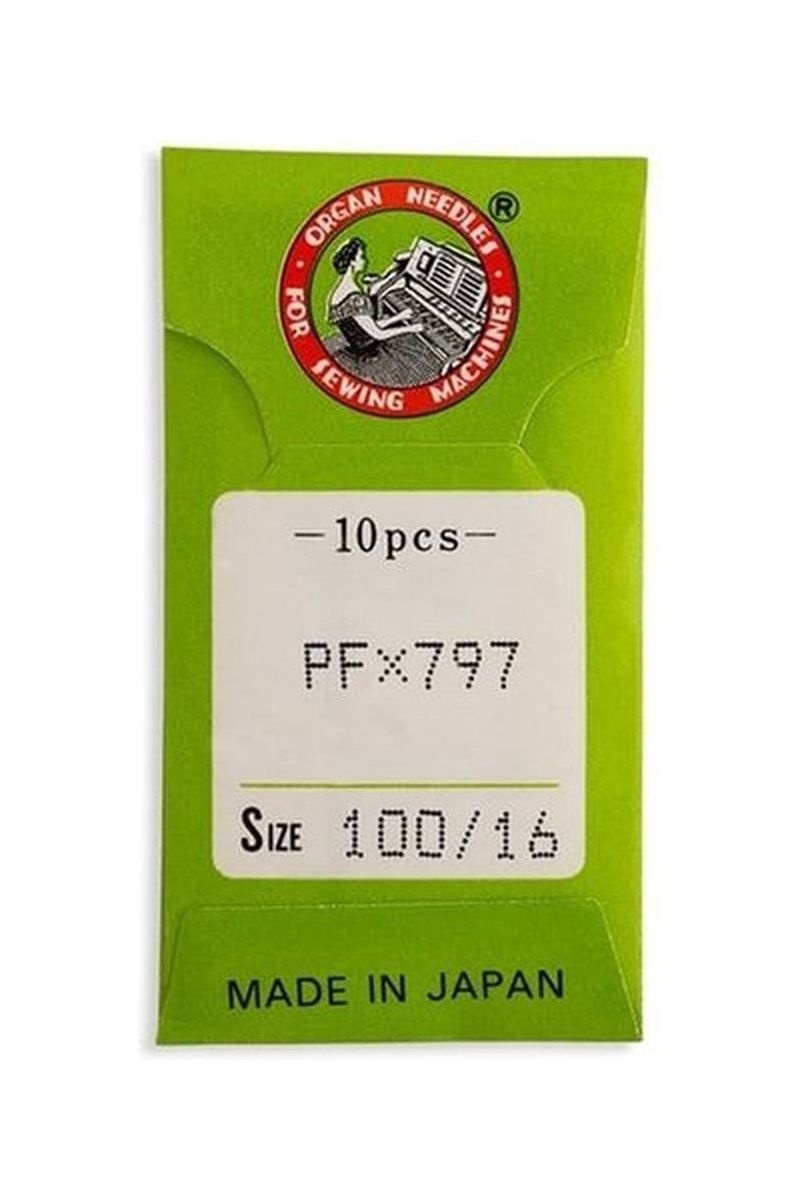 ORGAN NEEDLES ®
· FOR SEWING MACHINES ·
—10pcs—
PF×797
SIZE 100/16
MADE IN JAPAN